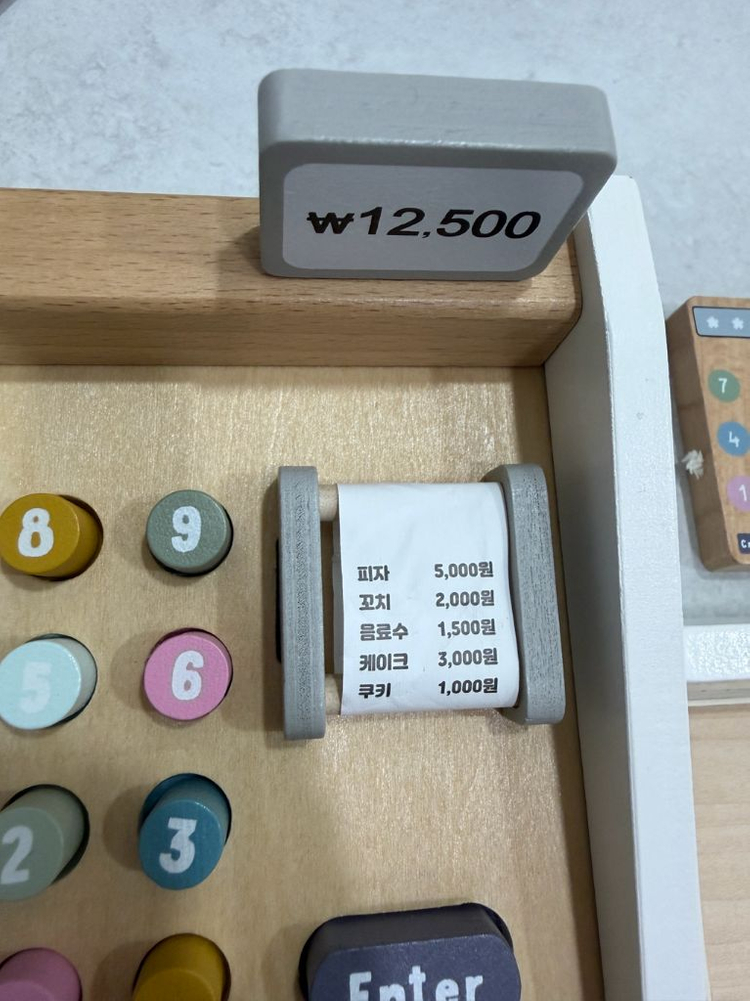 ₩12,500
8 9
피자 5,000원
꼬치 2,000원
음료수 1,500원
케이크 3,000원
쿠키 1,000원
5 6
2 3
Enter
7
4
1